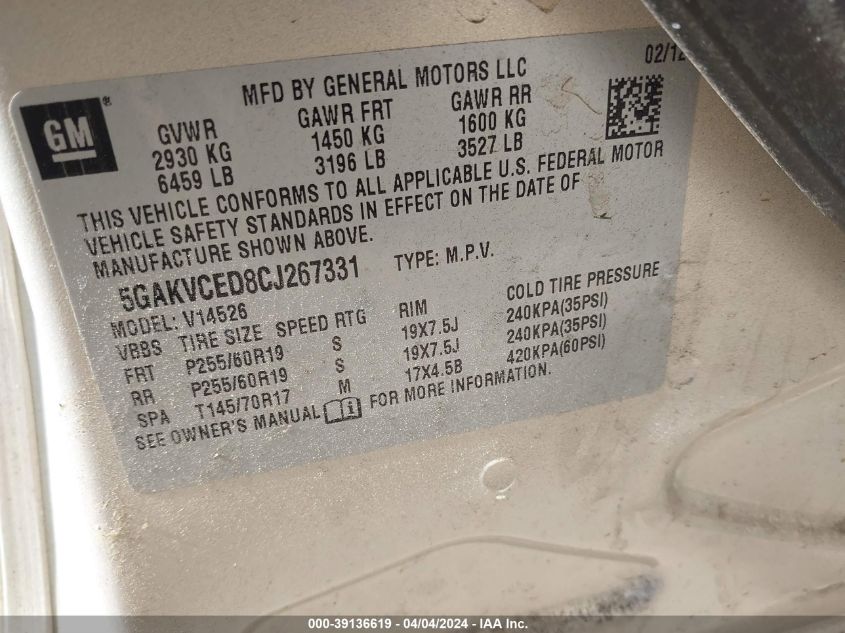 02/12
MFD BY GENERAL MOTORS LLC
GM®
GVWR GAWR FRT GAWR RR
2930 KG 1450 KG 1600 KG
6459 LB 3196 LB 3527 LB
THIS VEHICLE CONFORMS TO ALL APPLICABLE U.S. FEDERAL MOTOR
VEHICLE SAFETY STANDARDS IN EFFECT ON THE DATE OF
MANUFACTURE SHOWN ABOVE.
5GAKVCED8CJ267331 TYPE: M.P.V.
MODEL: V14526
VBBS TIRE SIZE SPEED RTG RIM COLD TIRE PRESSURE
FRT P255/60R19 S 19X7.5J 240KPA(35PSI)
RR P255/60R19 S 19X7.5J 240KPA(35PSI)
SPA T145/70R17 M 17X4.5B 420KPA(60PSI)
SEE OWNER'S MANUAL FOR MORE INFORMATION.
000-39136619 - 04/04/2024 - IAA Inc.